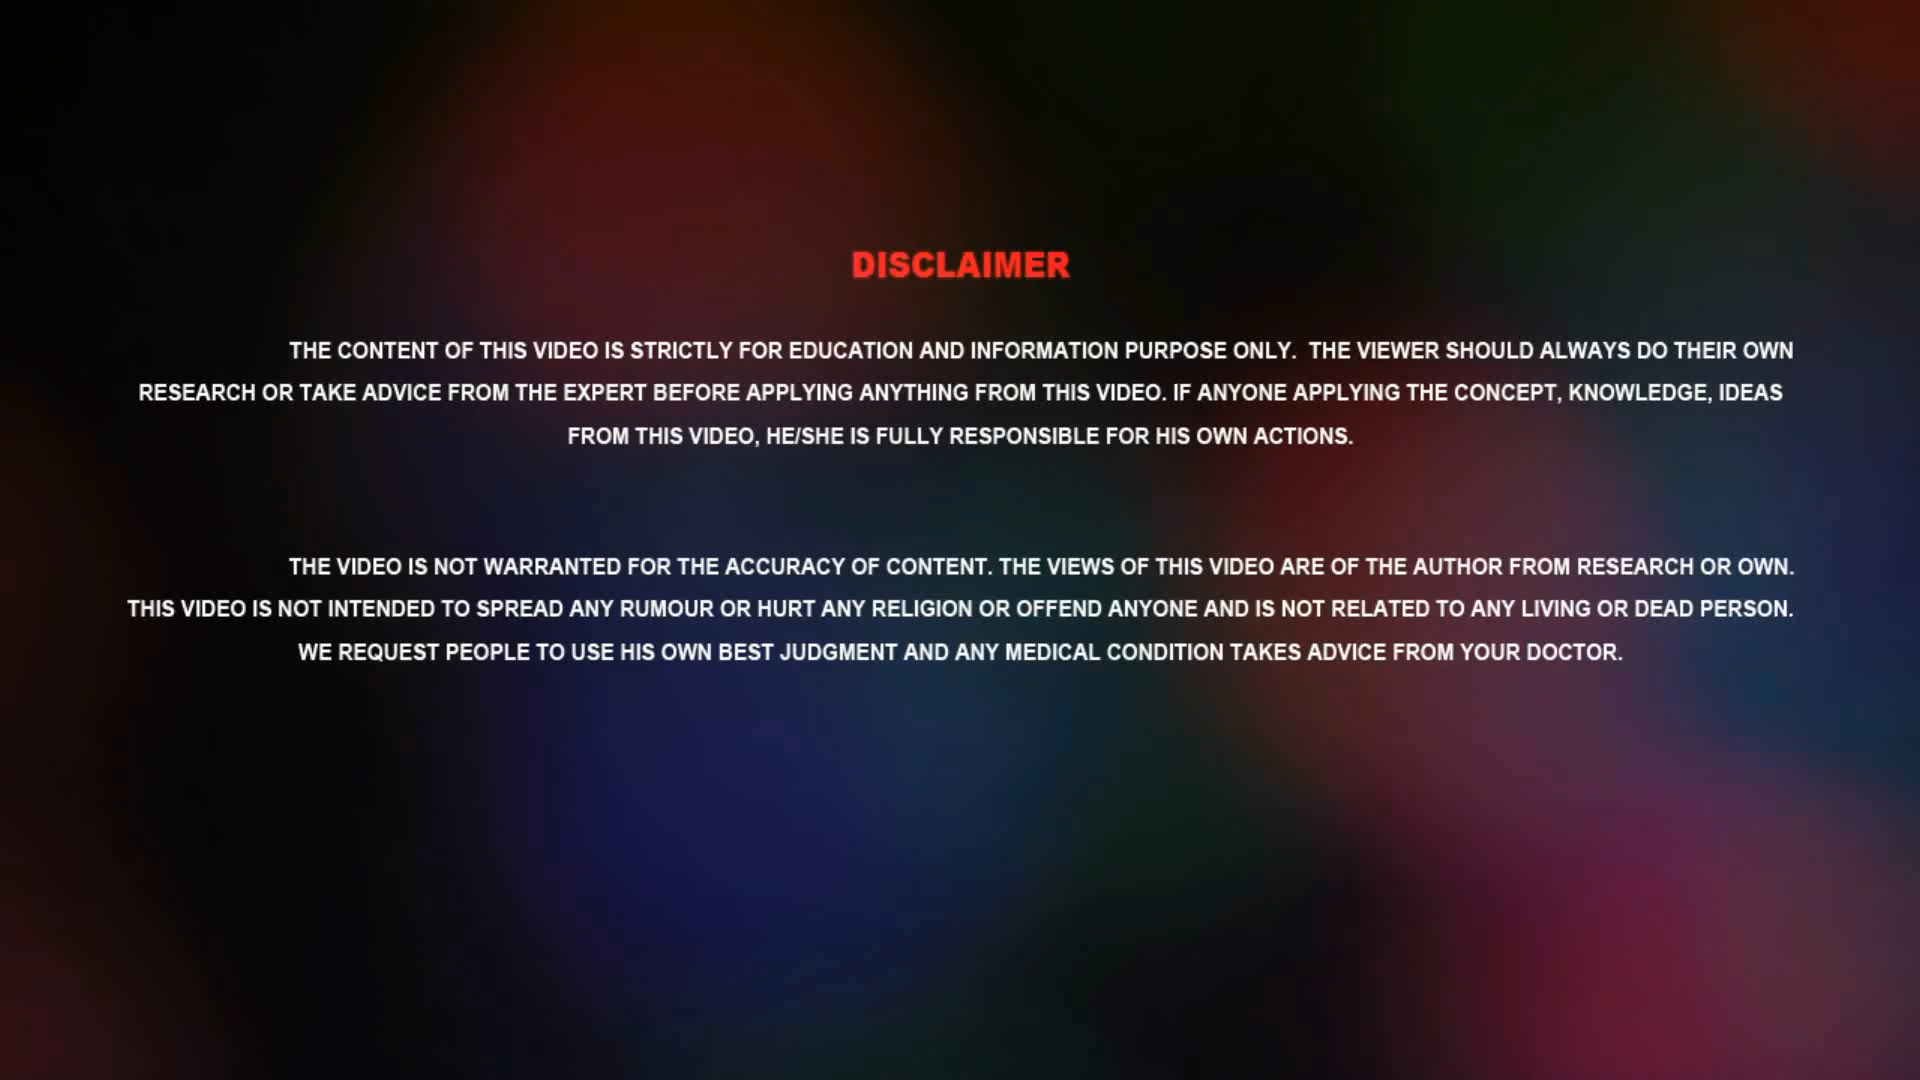 DISCLAIMER
THE CONTENT OF THIS VIDEO IS STRICTLY FOR EDUCATION AND INFORMATION PURPOSE ONLY.  THE VIEWER SHOULD ALWAYS DO THEIR OWN
RESEARCH OR TAKE ADVICE FROM THE EXPERT BEFORE APPLYING ANYTHING FROM THIS VIDEO. IF ANYONE APPLYING THE CONCEPT, KNOWLEDGE, IDEAS
FROM THIS VIDEO, HE/SHE IS FULLY RESPONSIBLE FOR HIS OWN ACTIONS.
THE VIDEO IS NOT WARRANTED FOR THE ACCURACY OF CONTENT. THE VIEWS OF THIS VIDEO ARE OF THE AUTHOR FROM RESEARCH OR OWN.
THIS VIDEO IS NOT INTENDED TO SPREAD ANY RUMOUR OR HURT ANY RELIGION OR OFFEND ANYONE AND IS NOT RELATED TO ANY LIVING OR DEAD PERSON.
WE REQUEST PEOPLE TO USE HIS OWN BEST JUDGMENT AND ANY MEDICAL CONDITION TAKES ADVICE FROM YOUR DOCTOR.